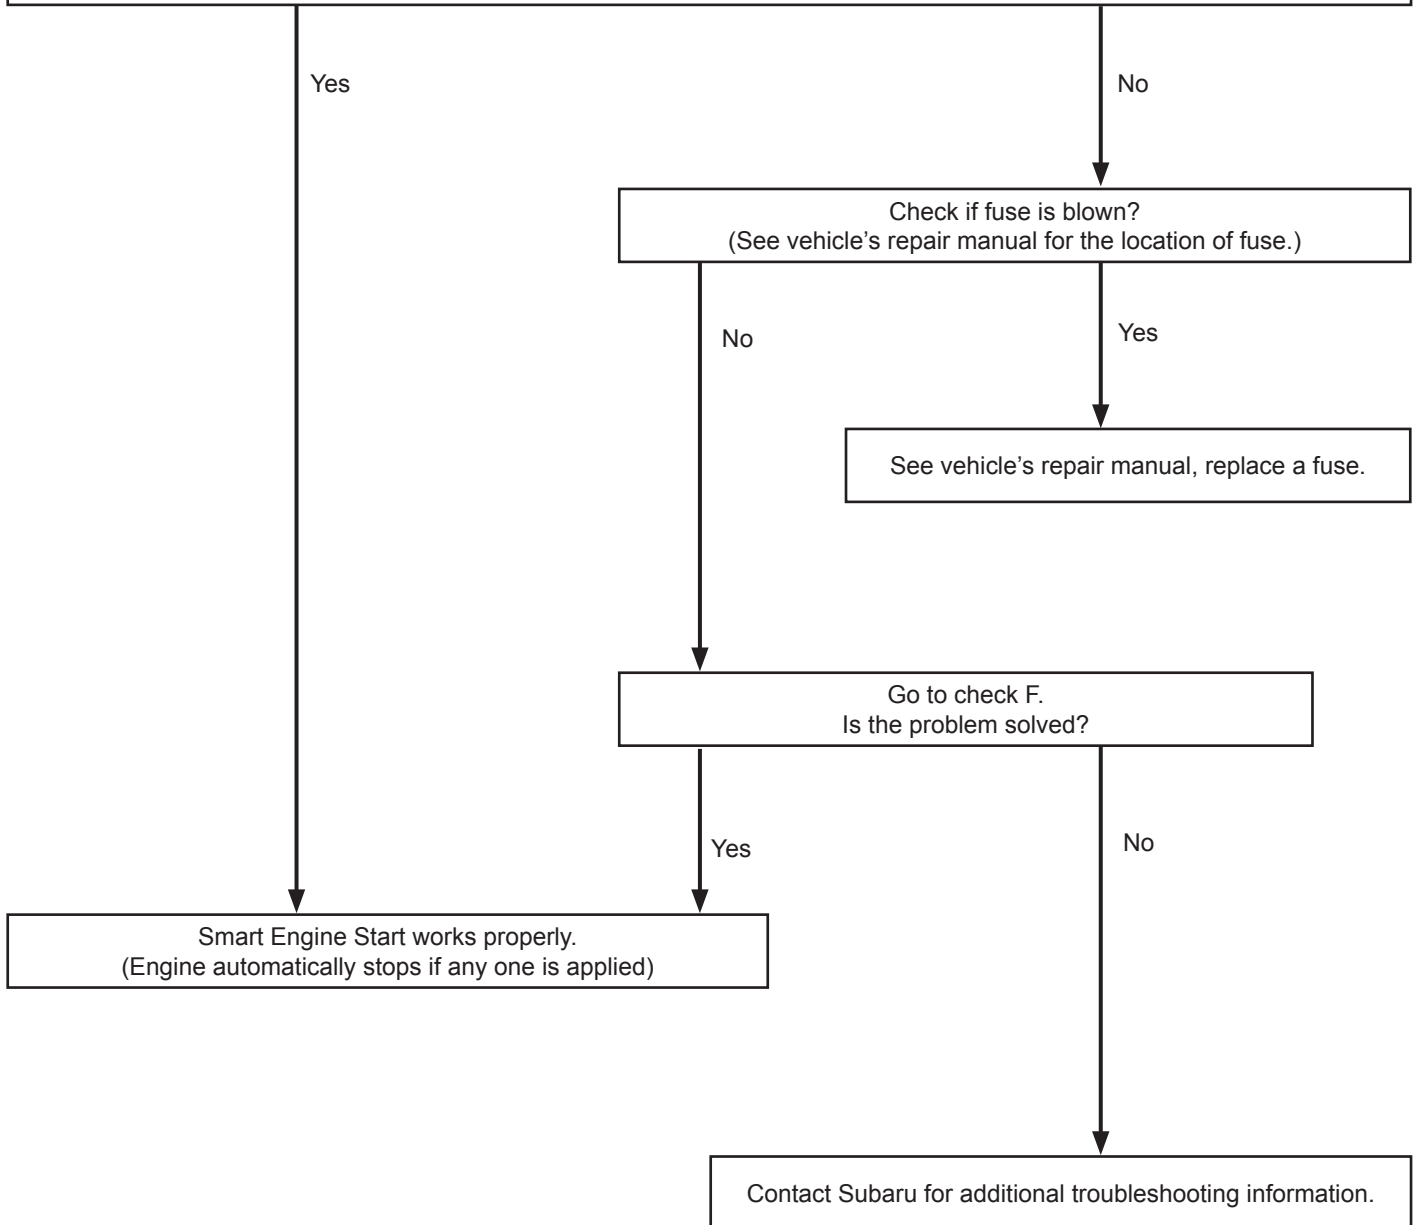 Yes
No
Check if fuse is blown?
(See vehicle’s repair manual for the location of fuse.)
No
Yes
See vehicle’s repair manual, replace a fuse.
Go to check F.
Is the problem solved?
Yes
No
Smart Engine Start works properly.
(Engine automatically stops if any one is applied)
Contact Subaru for additional troubleshooting information.